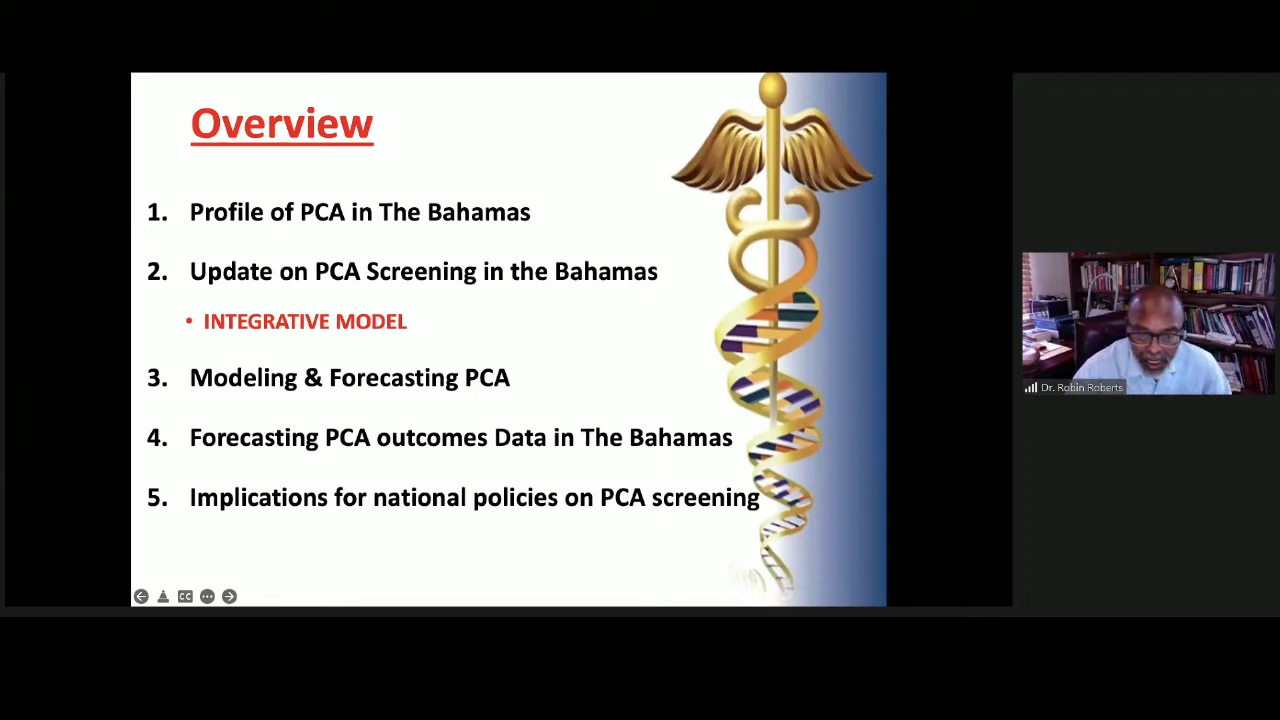 Overview
1. Profile of PCA in The Bahamas
2. Update on PCA Screening in the Bahamas
• INTEGRATIVE MODEL
3. Modeling & Forecasting PCA
4. Forecasting PCA outcomes Data in The Bahamas
5. Implications for national policies on PCA screening
CC
Dr. Robin Roberts